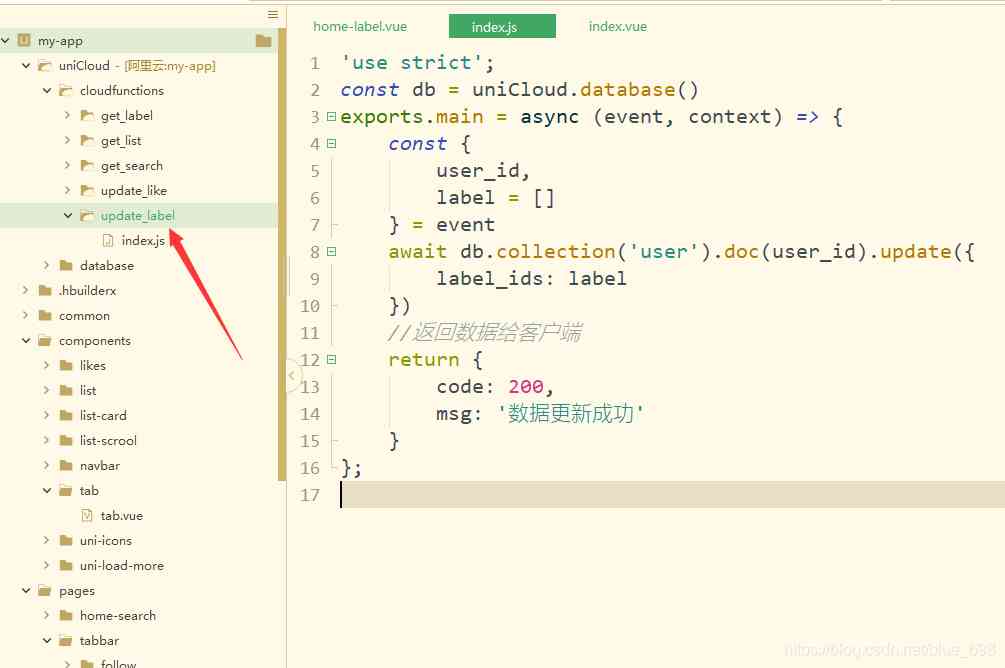 my-app
uniCloud - [阿里云:my-app]
cloudfunctions
get_label
get_list
get_search
update_like
update_label
index.js
database
.hbuilderx
common
components
likes
list
list-card
list-scrool
navbar
tab
tab.vue
uni-icons
uni-load-more
pages
home-search
tabbar
follow
home-label.vue index.js index.vue
1 'use strict';
2 const db = uniCloud.database()
3 exports.main = async (event, context) => {
4 const {
5 user_id,
6 label = []
7 } = event
8 await db.collection('user').doc(user_id).update({
9 label_ids: label
10 })
11 //返回数据给客户端
12 return {
13 code: 200,
14 msg: '数据更新成功'
15 }
16 };
17
https://blog.csdn.net/blue_698